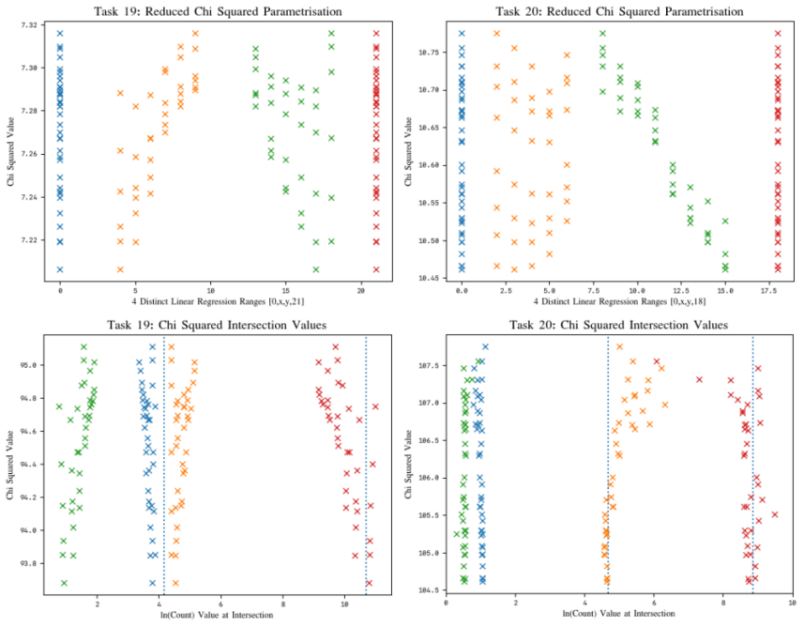 Task 19: Reduced Chi Squared Parametrisation
Chi Squared Value
7.32
7.30
7.28
7.26
7.24
7.22
0 5 10 15 20
4 Distinct Linear Regression Ranges [0,x,y,21]
Task 20: Reduced Chi Squared Parametrisation
Chi Squared Value
10.75
10.70
10.65
10.60
10.55
10.50
10.45
0.0 2.5 5.0 7.5 10.0 12.5 15.0 17.5
4 Distinct Linear Regression Ranges [0,x,y,18]
Task 19: Chi Squared Intersection Values
Chi Squared Value
95.0
94.8
94.6
94.4
94.2
94.0
93.8
2 4 6 8 10
ln(Count) Value at Intersection
Task 20: Chi Squared Intersection Values
Chi Squared Value
107.5
107.0
106.5
106.0
105.5
105.0
104.5
0 2 4 6 8 10
ln(Count) Value at Intersection